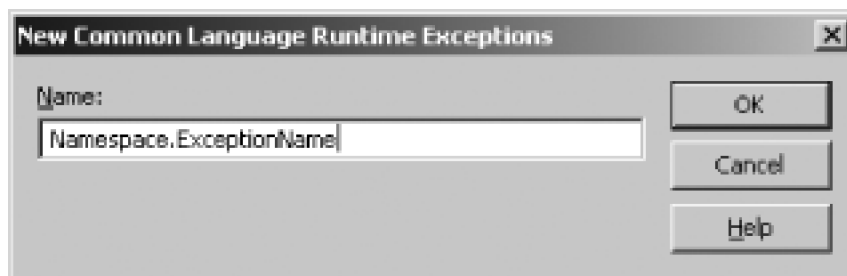 New Common Language Runtime Exceptions
Name:
OK
Namespace.ExceptionName
Cancel
Help